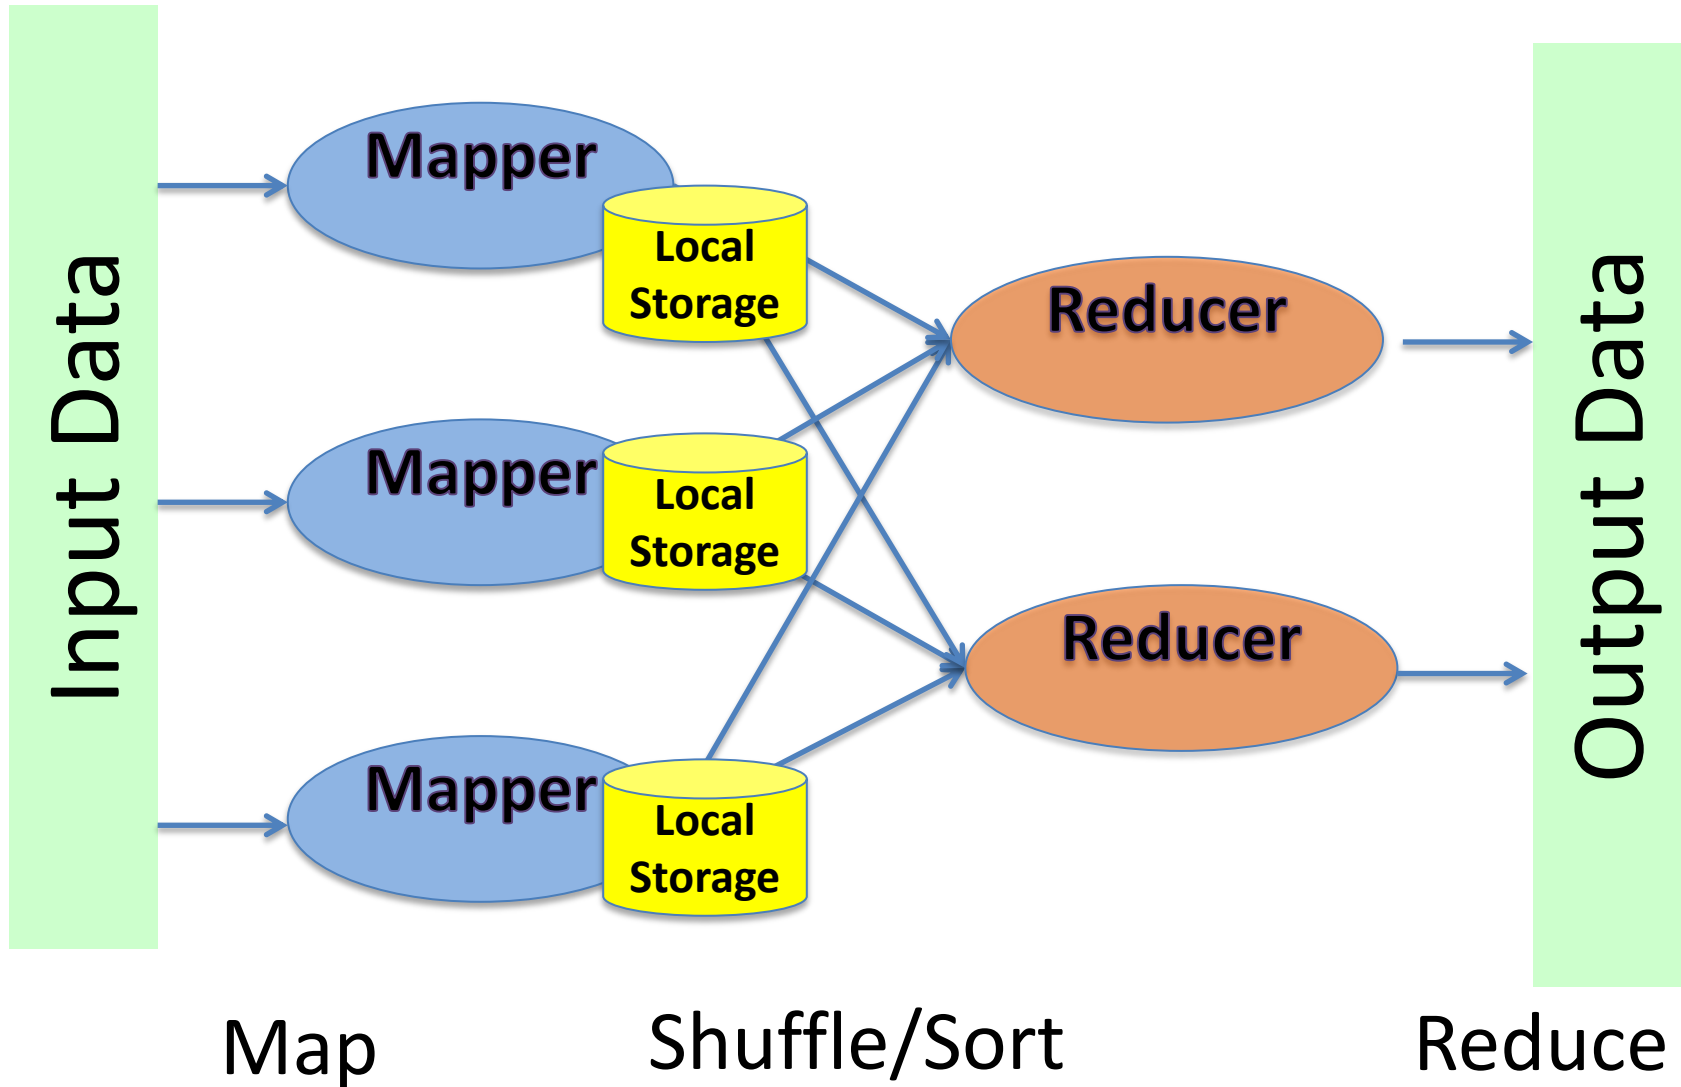 Input Data
Mapper
Local
Storage
Mapper
Local
Storage
Mapper
Local
Storage
Reducer
Reducer
Output Data
Map
Shuffle/Sort
Reduce